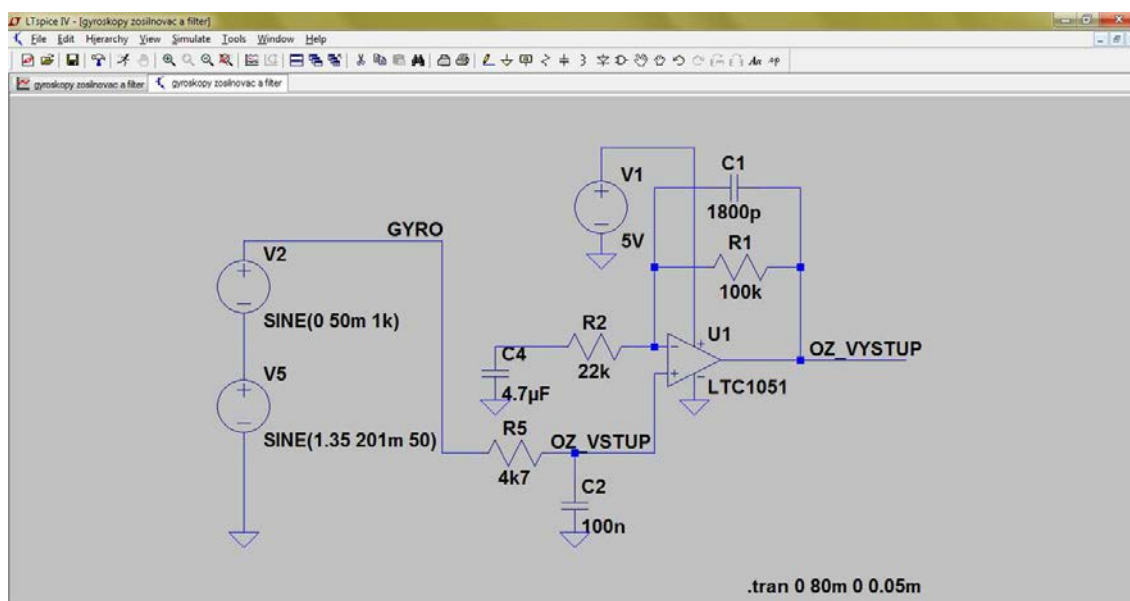 LTspice IV - [gyroskopy zosilnovac a filter]
File Edit Hierarchy View Simulate Tools Window Help
gyroskopy zosilnovac a filter
gyroskopy zosilnovac a filter
V1
5V
C1
1800p
R1
100k
GYRO
V2
SINE(0 50m 1k)
R2
22k
U1
LTC1051
OZ_VYSTUP
C4
4.7µF
V5
SINE(1.35 201m 50)
R5
4k7
OZ_VSTUP
C2
100n
.tran 0 80m 0 0.05m